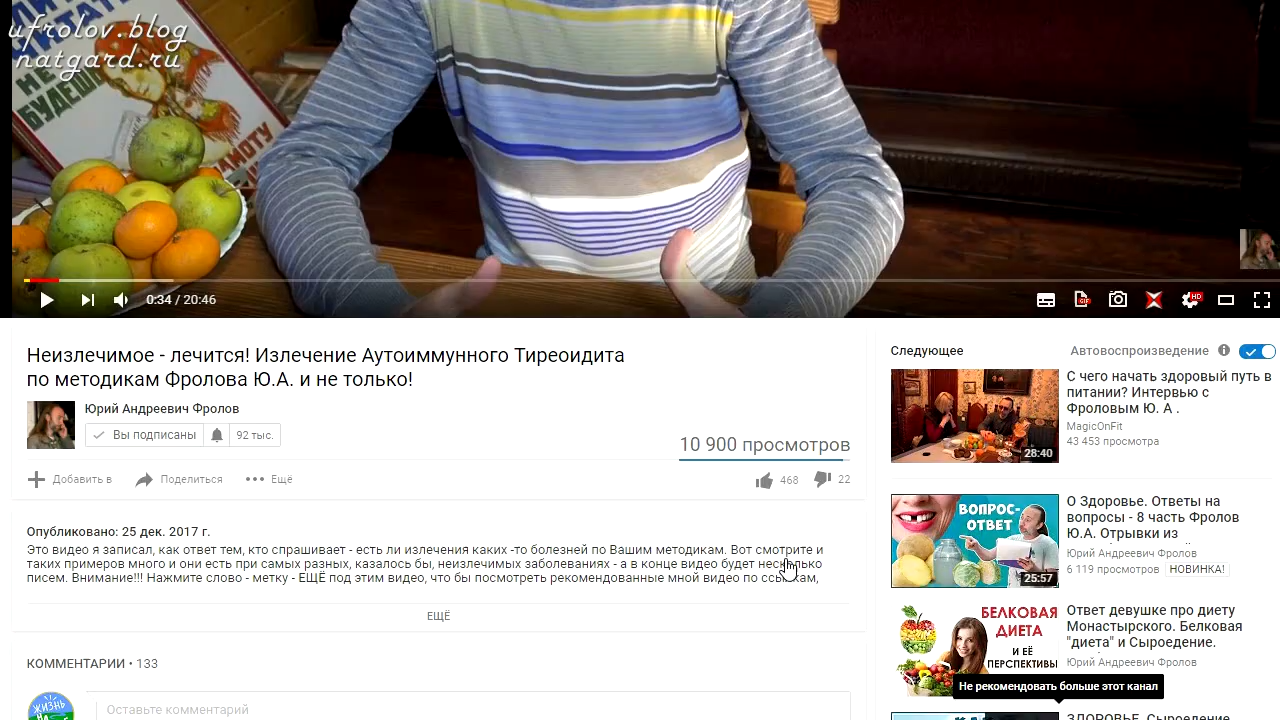 ufrolov.blog
natgard.ru
НЕ
БУДЕШЬ
0:34 / 20:46
GIF
HD
Неизлечимое - лечится! Излечение Аутоиммунного Тиреоидита
по методикам Фролова Ю.А. и не только!
Юрий Андреевич Фролов
Вы подписаны 92 тыс.
10 900 просмотров
Добавить в Поделиться Ещё 468 22
Опубликовано: 25 дек. 2017 г.
Это видео я записал, как ответ тем, кто спрашивает - есть ли излечения каких -то болезней по Вашим методикам. Вот смотрите и
таких примеров много и они есть при самых разных, казалось бы, неизлечимых заболеваниях - а в конце видео будет несколько
писем. Внимание!!! Нажмите слово - метку - ЕЩЁ под этим видео, что бы посмотреть рекомендованные мной видео по ссылкам,
ЕЩЁ
КОММЕНТАРИИ • 133
ЖИЗНЬ
НА
Оставьте комментарий
Следующее Автовоспроизведение
28:40
С чего начать здоровый путь в
питании? Интервью с
Фроловым Ю. А .
MagicOnFit
43 453 просмотра
ВОПРОС-
ОТВЕТ
25:57
О Здоровье. Ответы на
вопросы - 8 часть Фролов
Ю.А. Отрывки из
Юрий Андреевич Фролов
6 119 просмотров НОВИНКА!
БЕЛКОВАЯ
ДИЕТА
И ЕЁ
ПЕРСПЕКТИВЫ
Ответ девушке про диету
Монастырского. Белковая
"диета" и Сыроедение.
Юрий Андреевич Фролов
Не рекомендовать больше этот канал
ЗДОРОВЬЕ. Сыроедение